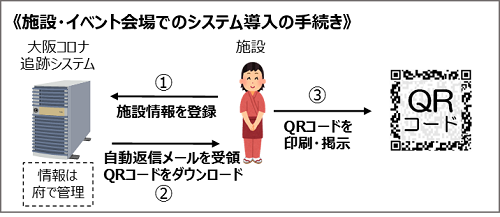 《施設・イベント会場でのシステム導入の手続き》
大阪コロナ
追跡システム
施設
①
施設情報を登録
③
QRコードを
印刷・掲示
QR
コード
自動返信メールを受領
QRコードをダウンロード
②
情報は
府で管理